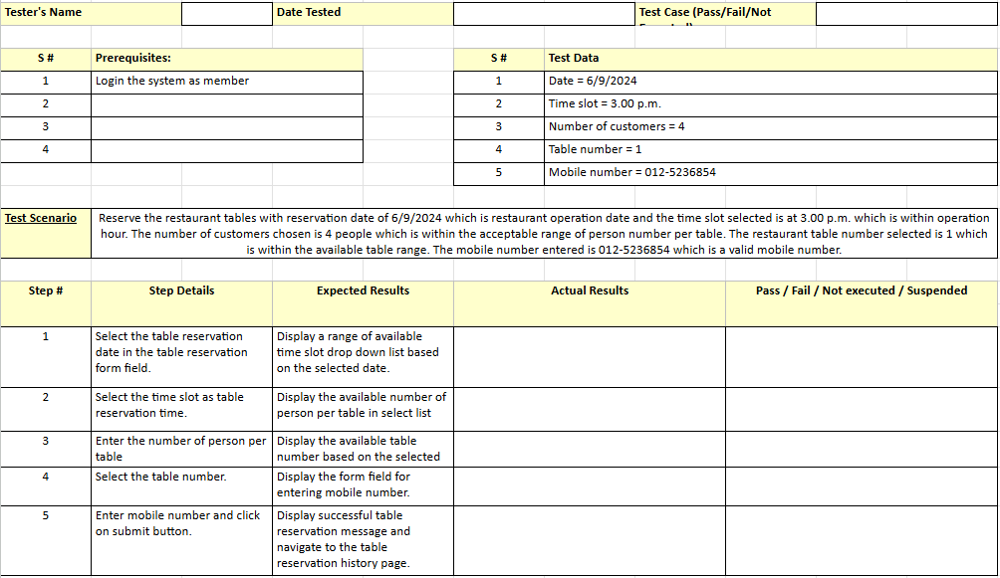 Tester's Name Date Tested Test Case (Pass/Fail/Not
S # Prerequisites: S # Test Data
1 Login the system as member 1 Date = 6/9/2024
2 2 Time slot = 3.00 p.m.
3 3 Number of customers = 4
4 4 Table number = 1
5 Mobile number = 012-5236854
Test Scenario
Reserve the restaurant tables with reservation date of 6/9/2024 which is restaurant operation date and the time slot selected is at 3.00 p.m. which is within operation
hour. The number of customers chosen is 4 people which is within the acceptable range of person number per table. The restaurant table number selected is 1 which
is within the available table range. The mobile number entered is 012-5236854 which is a valid mobile number.
Step # Step Details Expected Results Actual Results Pass / Fail / Not executed / Suspended
1
Select the table reservation
date in the table reservation
form field.
Display a range of available
time slot drop down list based
on the selected date.
2
Select the time slot as table
reservation time.
Display the available number of
person per table in select list
3
Enter the number of person per
table
Display the available table
number based on the selected
4
Select the table number.
Display the form field for
entering mobile number.
5
Enter mobile number and click
on submit button.
Display successful table
reservation message and
navigate to the table
reservation history page.